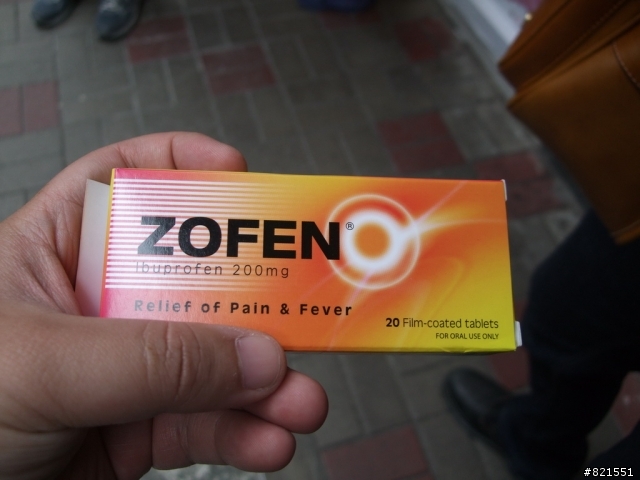 ZOFEN®
Ibuprofen 200mg
Relief of Pain & Fever
20 Film-coated tablets
FOR ORAL USE ONLY
#821551